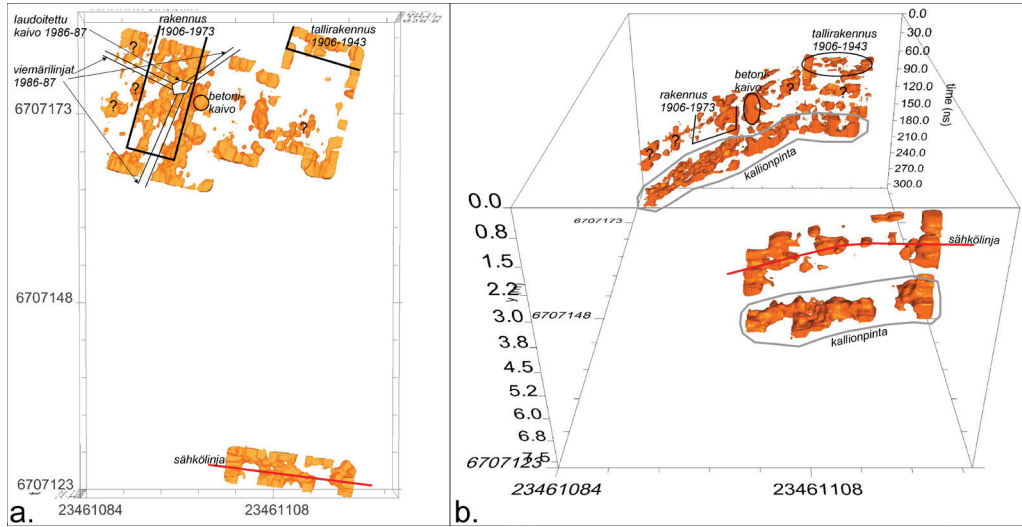 laudoitettu
kaivo 1986-87
rakennus
1906-1973
tallirakennus
1906-1943
viemärilinjat
1986-87
?
?
?
?
betoni-
kaivo
6707173
6707148
sähkölinja
6707123
23461084
23461108
a.
0.0
30.0
60.0
90.0
120.0
150.0
180.0
210.0
240.0
270.0
300.0
time (ns)
tallirakennus
1906-1943
betoni-
kaivo
rakennus
1906-1973
?
?
?
?
kallionpinta
0.0
0.8
1.5
2.2
3.0
3.8
4.5
5.2
6.0
6.8
7.5
6707173
sähkölinja
6707148
kallionpinta
6707123
23461084
23461108
b.